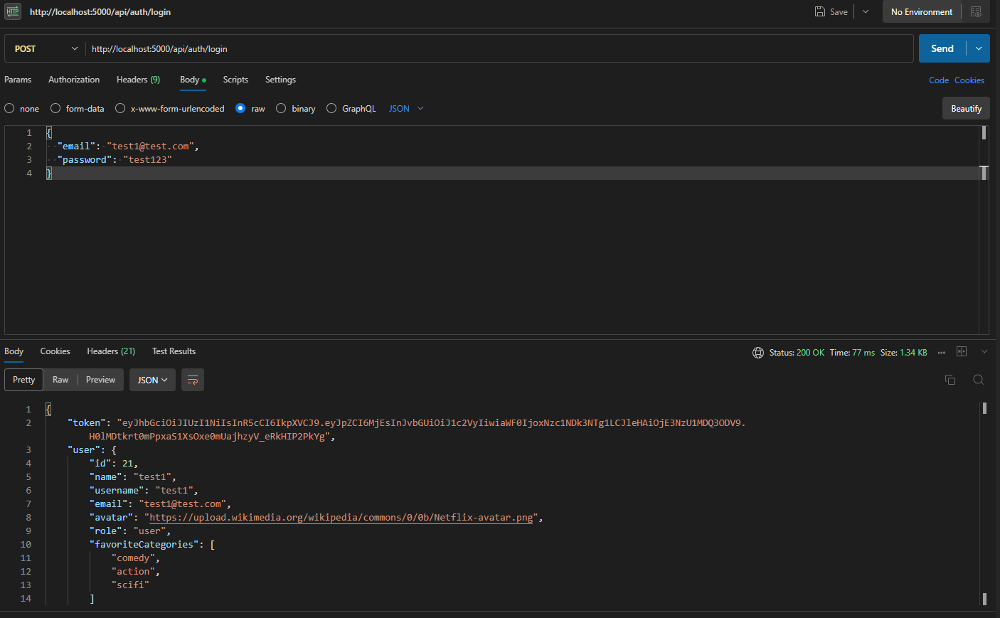 HTTP http://localhost:5000/api/auth/login Save No Environment
POST http://localhost:5000/api/auth/login Send
Params Authorization Headers (9) Body Scripts Settings Code Cookies
none form-data x-www-form-urlencoded raw binary GraphQL JSON Beautify
1 {
2 "email": "test1@test.com",
3 "password": "test123"
4 }
Body Cookies Headers (21) Test Results Status: 200 OK Time: 77 ms Size: 1.34 KB
Pretty Raw Preview JSON
1 {
2 "token": "eyJhbGciOiJIUzI1NiIsInR5cCI6IkpXVCJ9.eyJpZCI6MjEsInJvbGUiOiJ1c2VyIiwiaWF0IjoxNzc1NDk3NTg1LCJleHAiOjE3NzU1MDQ3ODV9.
H0lMDtkrt0mPpxaS1XsOxe0mUajhzyV_eRkHIP2PkYg",
3 "user": {
4 "id": 21,
5 "name": "test1",
6 "username": "test1",
7 "email": "test1@test.com",
8 "avatar": "https://upload.wikimedia.org/wikipedia/commons/0/0b/Netflix-avatar.png",
9 "role": "user",
10 "favoriteCategories": [
11 "comedy",
12 "action",
13 "scifi"
14 ]